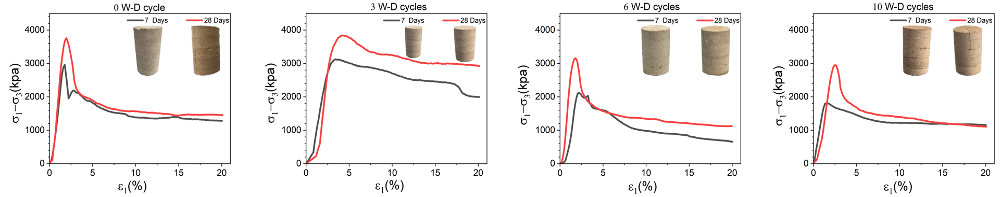 0 W-D cycle
7 Days 28 Days
4000
3000
2000
1000
0
0 5 10 15 20
σ1−σ3(kpa)
ε1(%)
3 W-D cycles
7 Days 28 Days
4000
3000
2000
1000
0
0 5 10 15 20
σ1−σ3(kpa)
ε1(%)
6 W-D cycles
7 Days 28 Days
4000
3000
2000
1000
0
0 5 10 15 20
σ1−σ3(kpa)
ε1(%)
10 W-D cycles
7 Days 28 Days
4000
3000
2000
1000
0
0 5 10 15 20
σ1−σ3(kpa)
ε1(%)